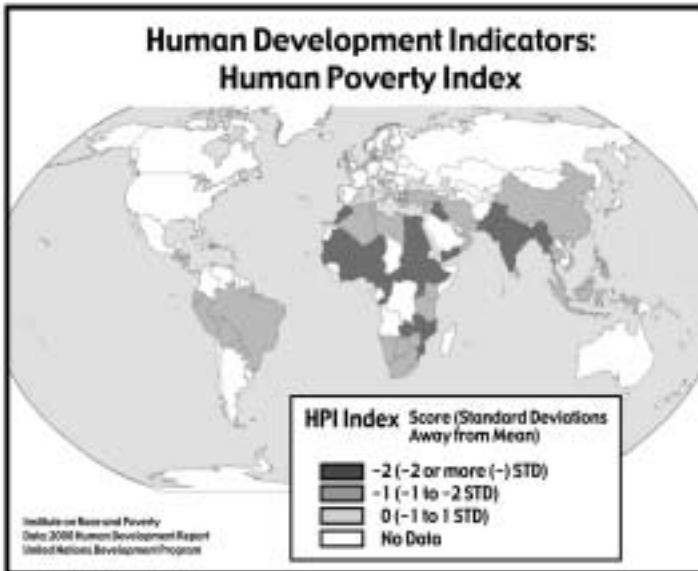 Human Development Indicators:
Human Poverty Index
HPI Index Score (Standard Deviations
Away from Mean)
-2 (-2 or more (-) STD)
-1 (-1 to -2 STD)
0 (-1 to 1 STD)
No Data
Institute on Race and Poverty
Data: 2000 Human Development Report
United Nations Development Program